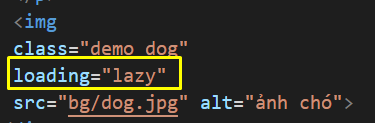 <img
class="demo dog"
loading="lazy"
src="bg/dog.jpg" alt="ảnh chó">